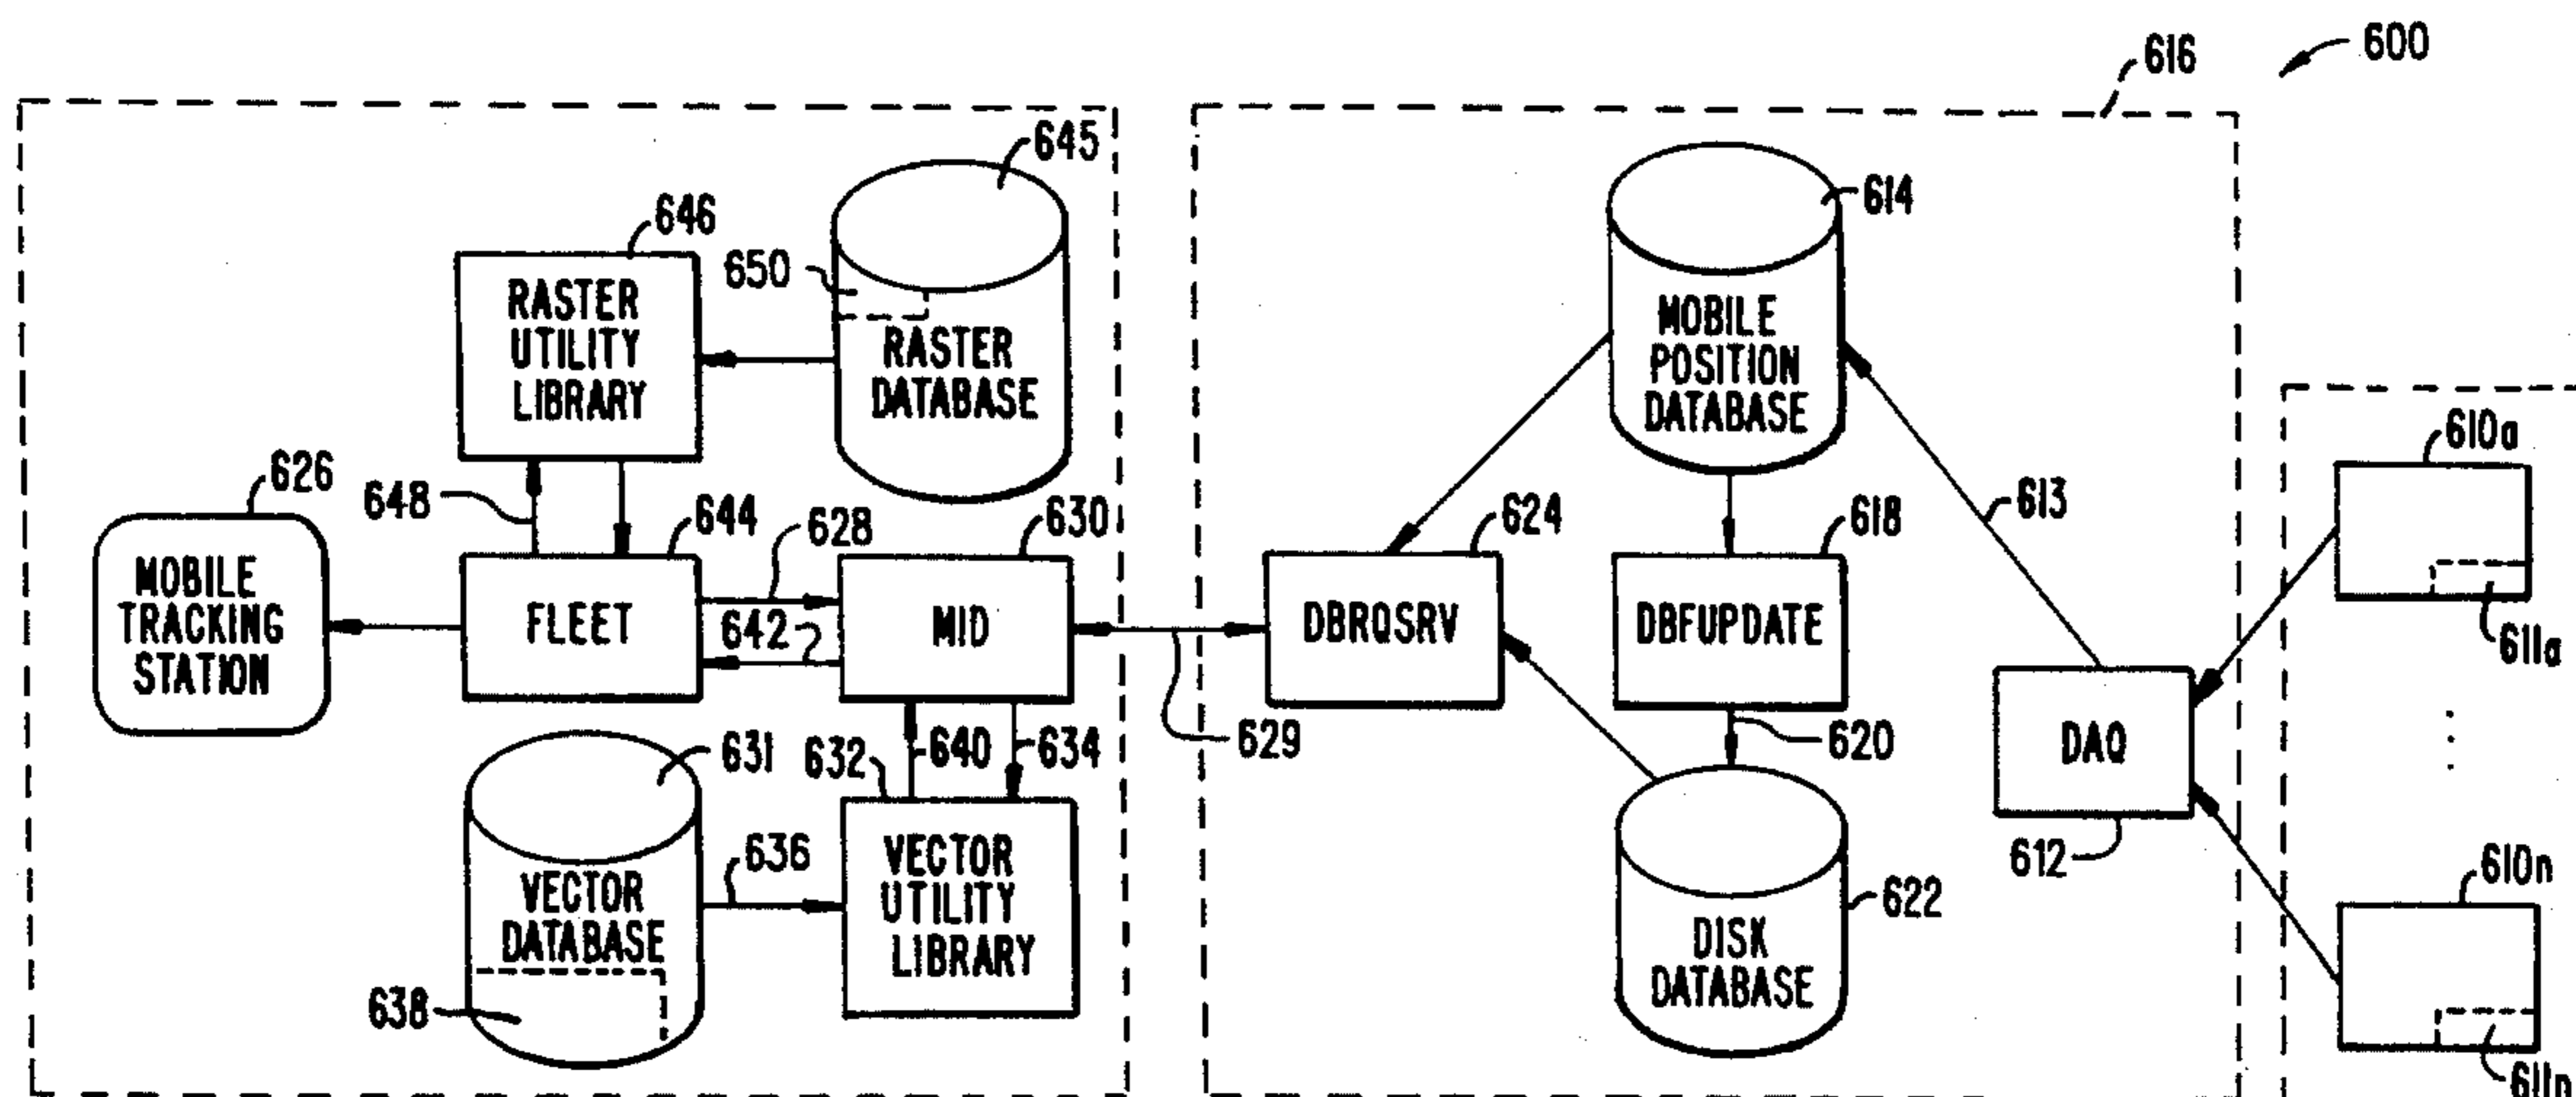 600
616
645
614
646
650
RASTER
UTILITY
LIBRARY
RASTER
DATABASE
MOBILE
POSITION
DATABASE
610a
626
648
644
628
630
624
618
613
611a
MOBILE
TRACKING
STATION
FLEET
642
MID
DBRQSRV
DBFUPDATE
629
620
DAQ
612
631
632
640
634
636
VECTOR
DATABASE
638
VECTOR
UTILITY
LIBRARY
622
DISK
DATABASE
610n
611n